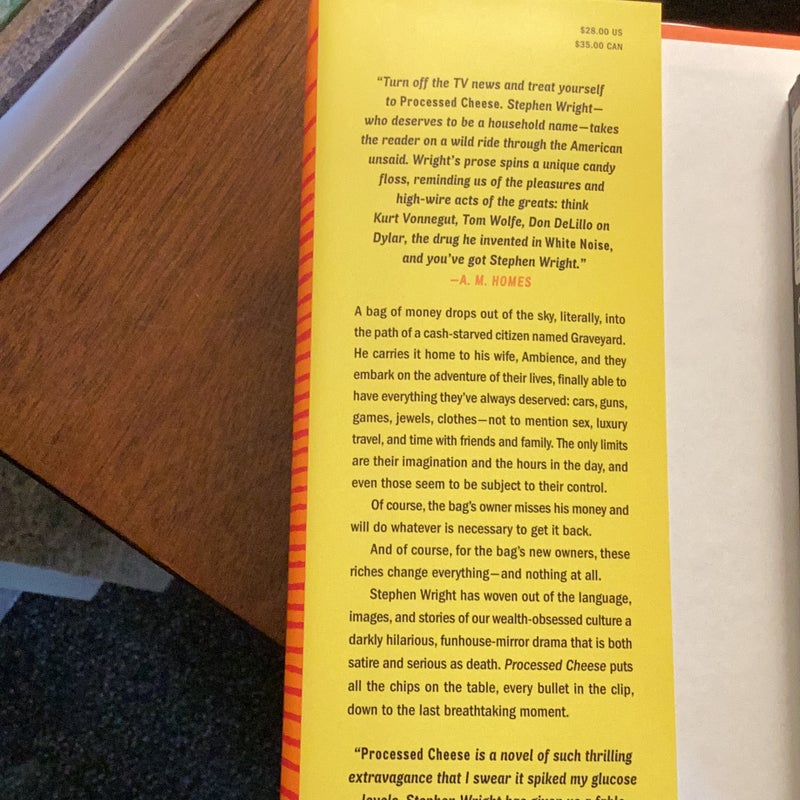 $28.00 US
$35.00 CAN
“Turn off the TV news and treat yourself
to Processed Cheese. Stephen Wright—
who deserves to be a household name—takes
the reader on a wild ride through the American
unsaid. Wright’s prose spins a unique candy
floss, reminding us of the pleasures and
high-wire acts of the greats: think
Kurt Vonnegut, Tom Wolfe, Don DeLillo on
Dylar, the drug he invented in White Noise,
and you’ve got Stephen Wright.”
—A. M. HOMES
A bag of money drops out of the sky, literally, into
the path of a cash-starved citizen named Graveyard.
He carries it home to his wife, Ambience, and they
embark on the adventure of their lives, finally able to
have everything they’ve always deserved: cars, guns,
games, jewels, clothes—not to mention sex, luxury
travel, and time with friends and family. The only limits
are their imagination and the hours in the day, and
even those seem to be subject to their control.
Of course, the bag’s owner misses his money and
will do whatever is necessary to get it back.
And of course, for the bag’s new owners, these
riches change everything—and nothing at all.
Stephen Wright has woven out of the language,
images, and stories of our wealth-obsessed culture a
darkly hilarious, funhouse-mirror drama that is both
satire and serious as death. Processed Cheese puts
all the chips on the table, every bullet in the clip,
down to the last breathtaking moment.
“Processed Cheese is a novel of such thrilling
extravagance that I swear it spiked my glucose
levels. Stephen Wright has given us a fable